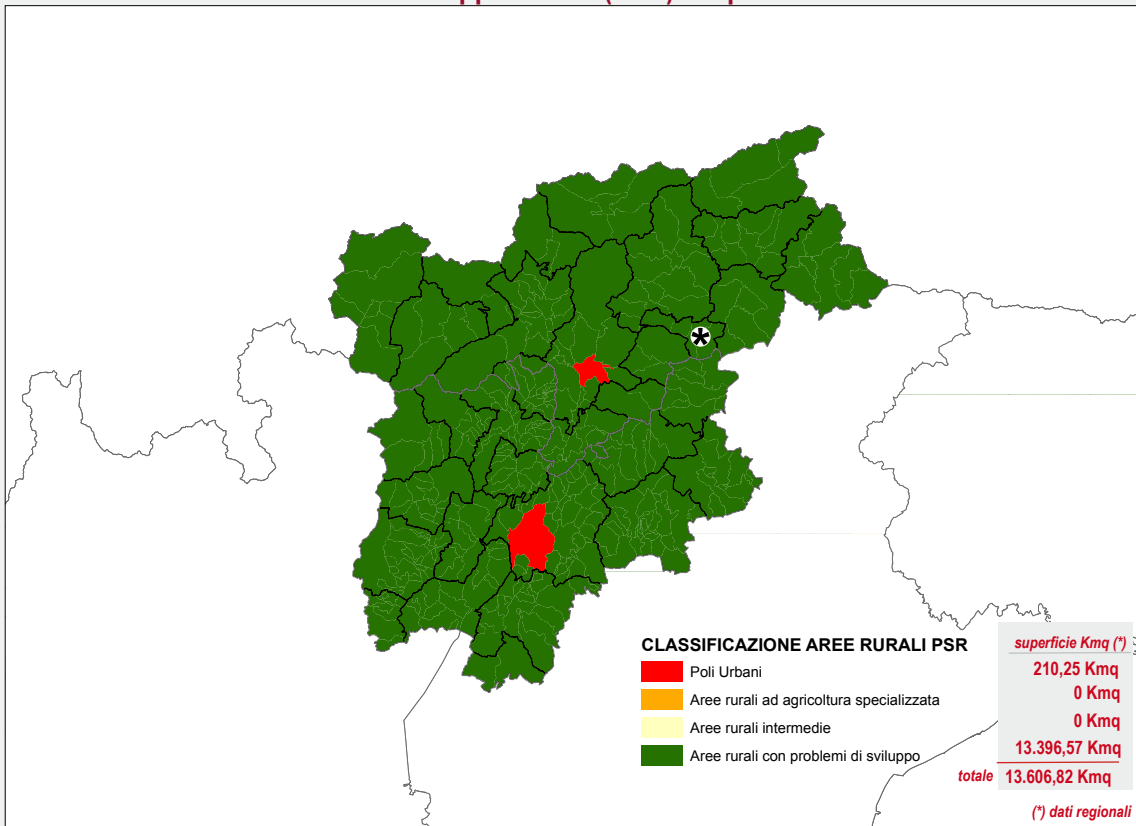 CLASSIFICAZIONE AREE RURALI PSR
superficie Kmq (*)
Poli Urbani
210,25 Kmq
Aree rurali ad agricoltura specializzata
0 Kmq
Aree rurali intermedie
0 Kmq
Aree rurali con problemi di sviluppo
13.396,57 Kmq
totale 13.606,82 Kmq
(*) dati regionali